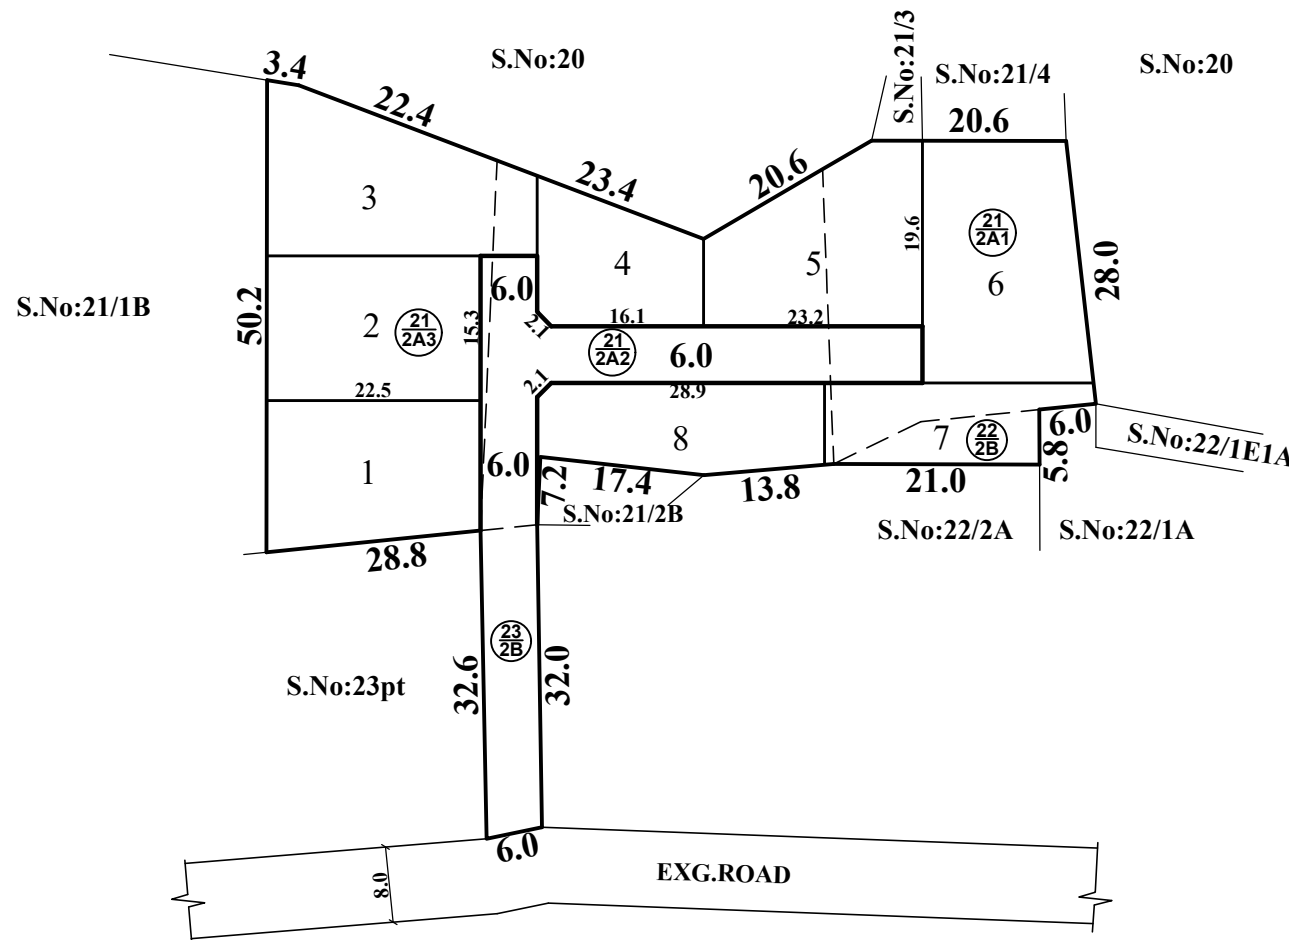 S.No:20
S.No:21/3
S.No:21/4
S.No:20
3.4
22.4
23.4
20.6
20.6
3
4
5
19.6
21
2A1
6
28.0
S.No:21/1B
50.2
2
21
2A3
15.3
6.0
2.1
16.1
23.2
21
2A2
6.0
22.5
2.1
28.9
1
6.0
8
7
22
2B
6.0
5.8
S.No:22/1E1A
7.2
17.4
13.8
21.0
S.No:21/2B
S.No:22/2A
S.No:22/1A
28.8
23
2B
S.No:23pt
32.6
32.0
6.0
8.0
EXG.ROAD